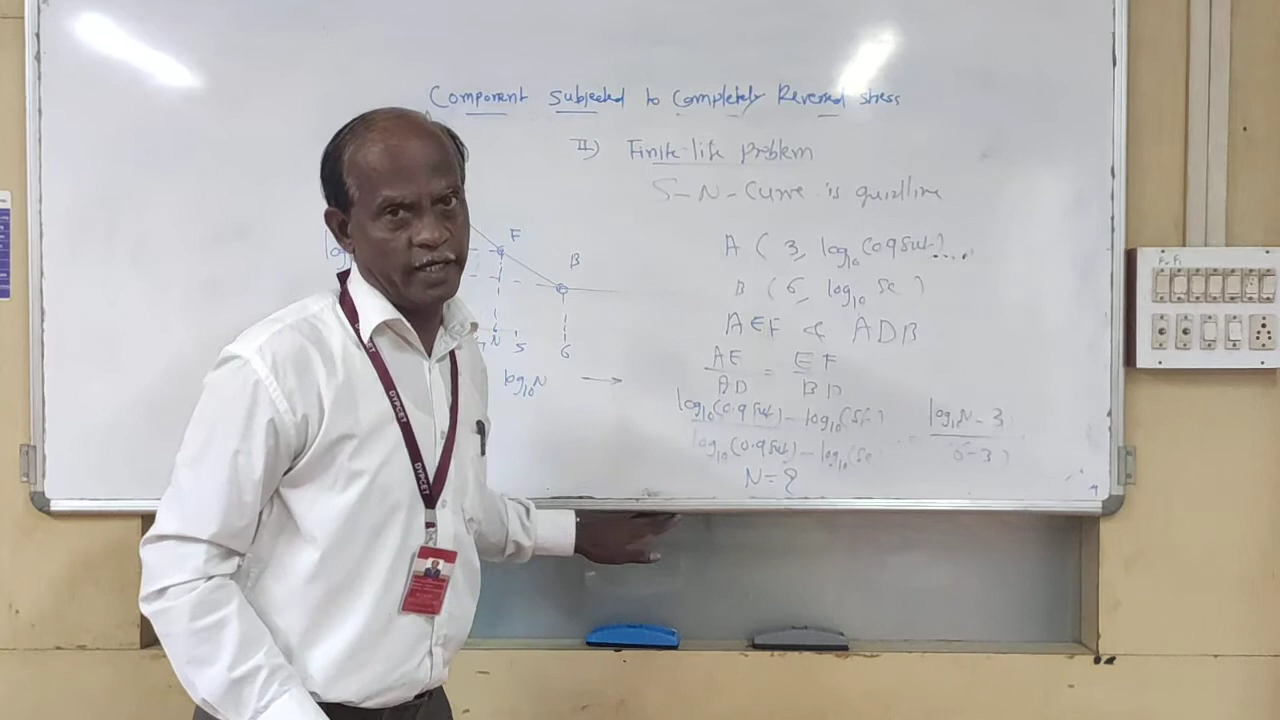 Component Subjected to Completely Reversed stress
II) Finite-life problem
S-N-Curve is guidline
A ( 3, log10(0.9Sut)
B ( 6, log10 Se )
AEF & ADB
AE/AD = EF/BD
log10(0.9Sut) - log10(Sf) / log10(0.9Sut) - log10(Se) = log10N - 3 / 6-3
N=?
F
B
N 5 6
log10N
DYPCET
DYPCET